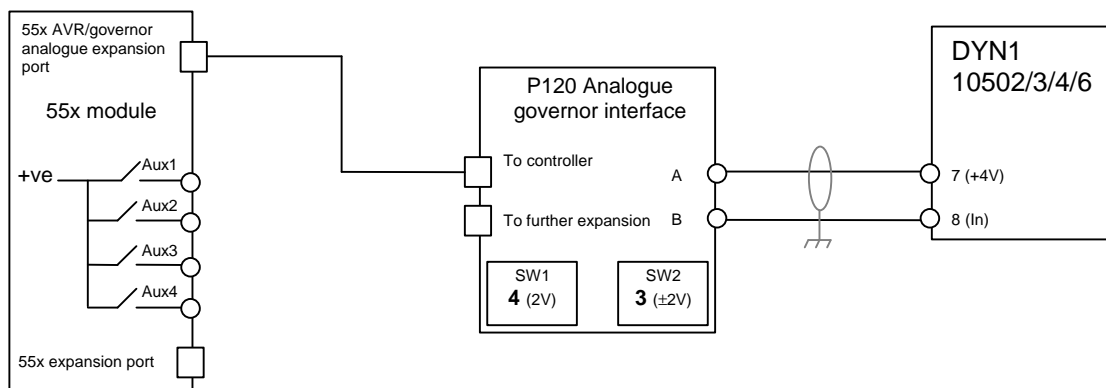 55x AVR/governor
analogue expansion
port
55x module
+ve
Aux1
Aux2
Aux3
Aux4
55x expansion port
P120 Analogue
governor interface
To controller
A
To further expansion
B
SW1
4 (2V)
SW2
3 (±2V)
DYN1
10502/3/4/6
7 (+4V)
8 (In)